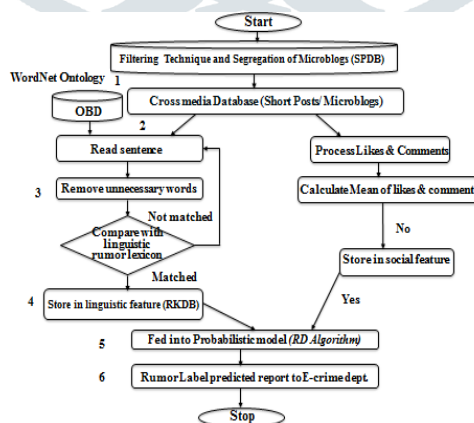 Start
Filtering Technique and Segregation of Microblogs (SPDB)
WordNet Ontology
1
OBD
Cross media Database (Short Posts/ Microblogs)
2
Read sentence
Process Likes & Comments
3
Remove unnecessary words
Calculate Mean of likes & comment
Not matched
Compare with
linguistic
rumor lexicon
No
Matched
Store in social feature
4
Store in linguistic feature (RKDB)
Yes
5
Fed into Probabilistic model (RD Algorithm)
6
Rumor Label predicted report to E-crime dept.
Stop